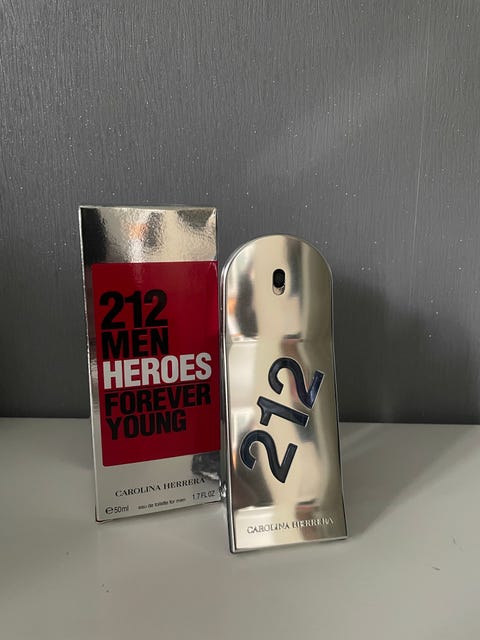 212
MEN
HEROES
FOREVER
YOUNG
CAROLINA HERRERA
℮50ml eau de toilette for men 1.7 FL OZ
212
CAROLINA HERRERA